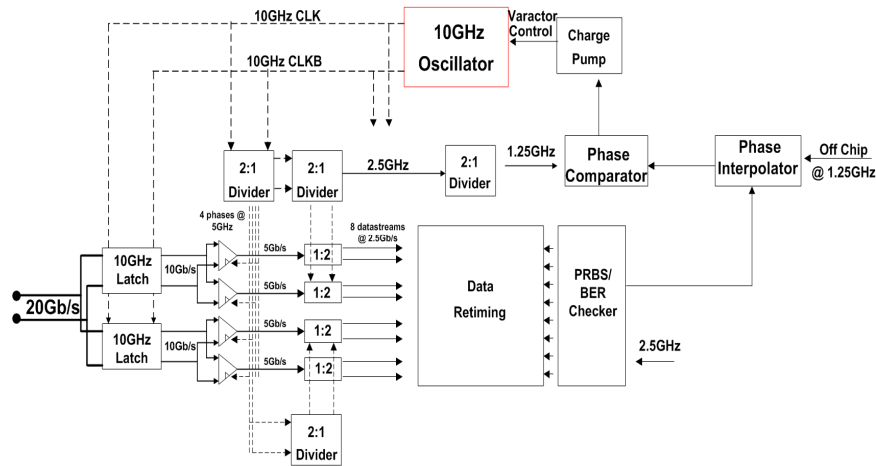 10GHz CLK
10GHz CLKB
10GHz
Oscillator
Varactor
Control
Charge
Pump
2:1
Divider
2:1
Divider
2.5GHz
2:1
Divider
1.25GHz
Phase
Comparator
Phase
Interpolator
Off Chip
@ 1.25GHz
4 phases @
5GHz
8 datastreams
@ 2.5Gb/s
20Gb/s
10GHz
Latch
10Gb/s
5Gb/s
1:2
5Gb/s
1:2
10GHz
Latch
10Gb/s
5Gb/s
1:2
5Gb/s
1:2
Data
Retiming
PRBS/
BER
Checker
2.5GHz
2:1
Divider